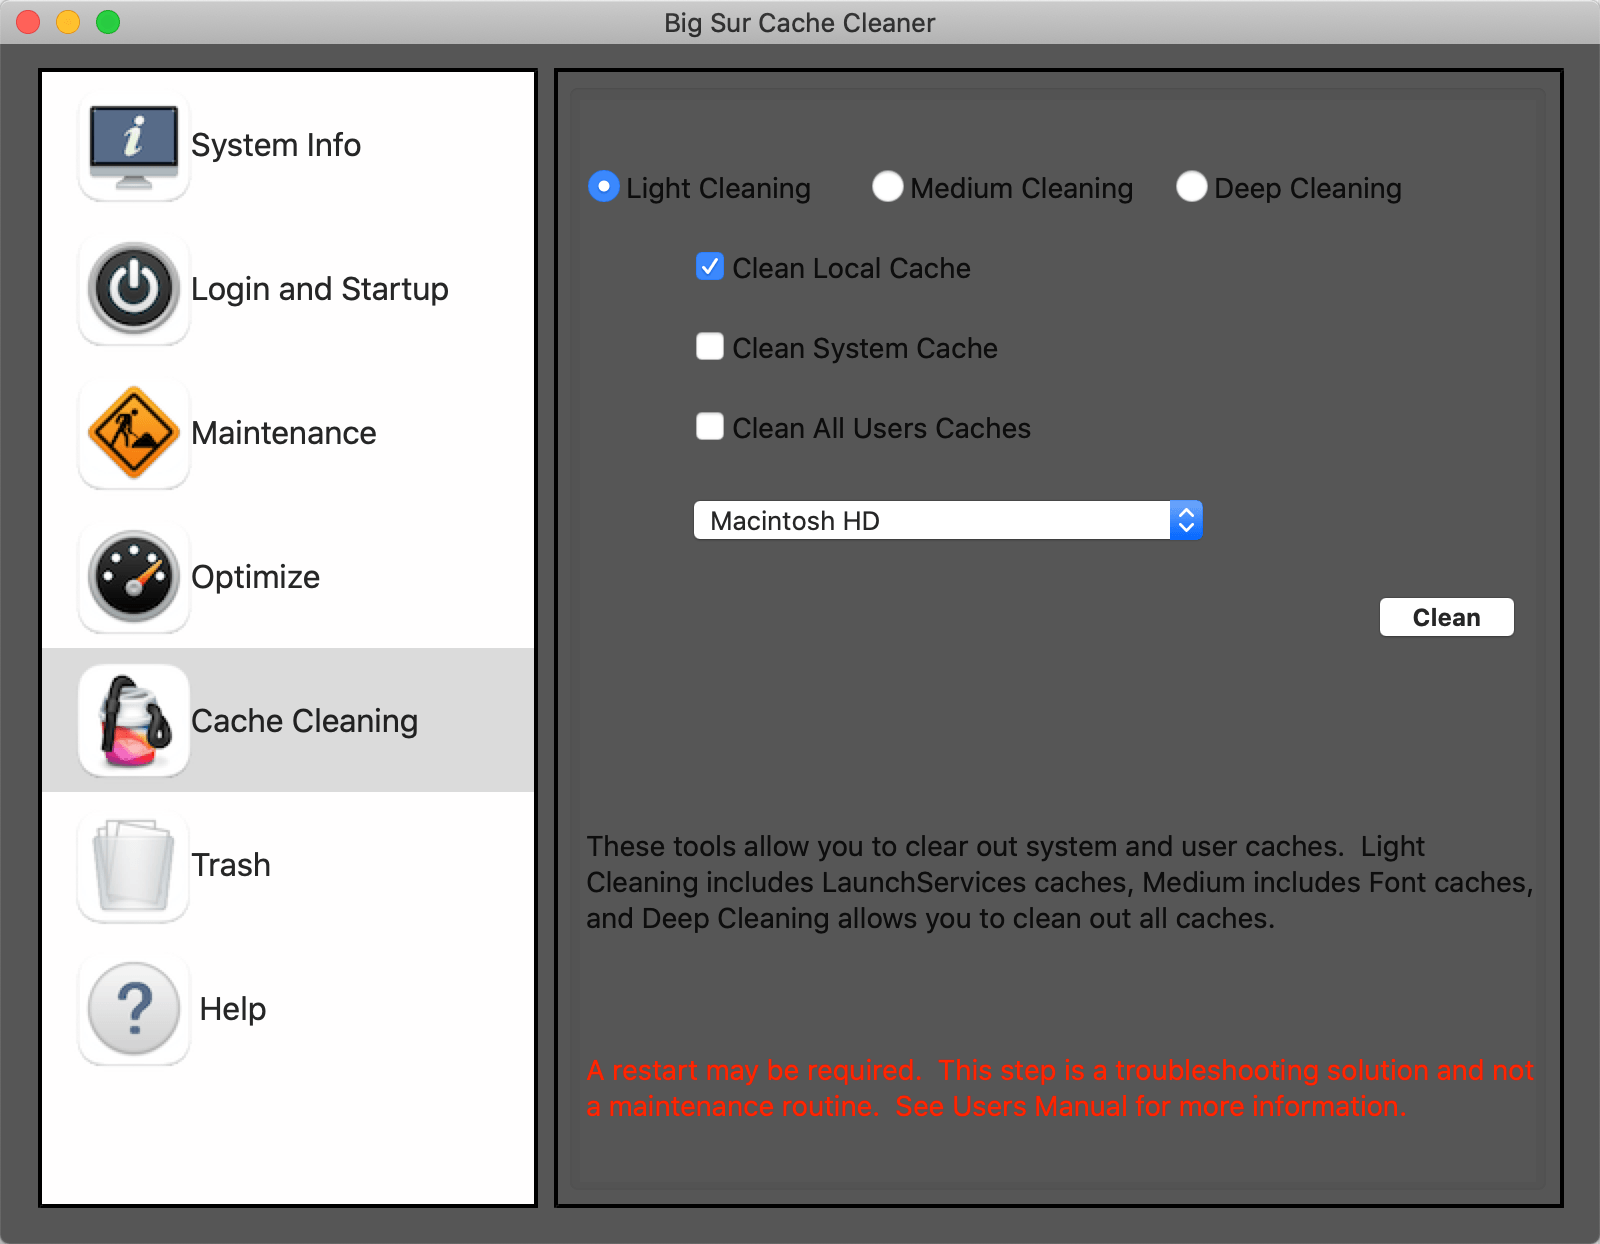 Big Sur Cache Cleaner
System Info
Login and Startup
Maintenance
Optimize
Cache Cleaning
Trash
Help
Light Cleaning
Medium Cleaning
Deep Cleaning
Clean Local Cache
Clean System Cache
Clean All Users Caches
Macintosh HD
Clean
These tools allow you to clear out system and user caches.  Light
Cleaning includes LaunchServices caches, Medium includes Font caches,
and Deep Cleaning allows you to clean out all caches.
A restart may be required.  This step is a troubleshooting solution and not
a maintenance routine.  See Users Manual for more information.